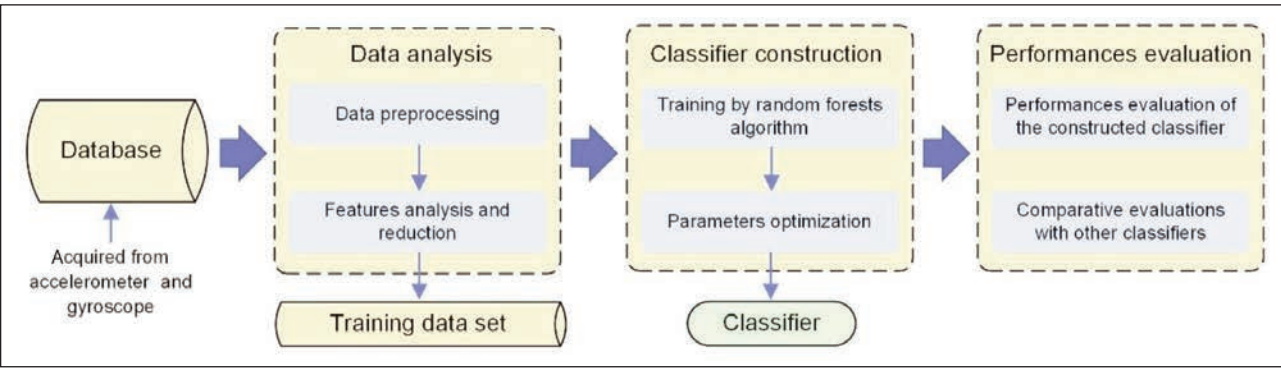 Database
Acquired from
accelerometer and
gyroscope
Data analysis
Data preprocessing
Features analysis and
reduction
Training data set
Classifier construction
Training by random forests
algorithm
Parameters optimization
Classifier
Performances evaluation
Performances evaluation of
the constructed classifier
Comparative evaluations
with other classifiers